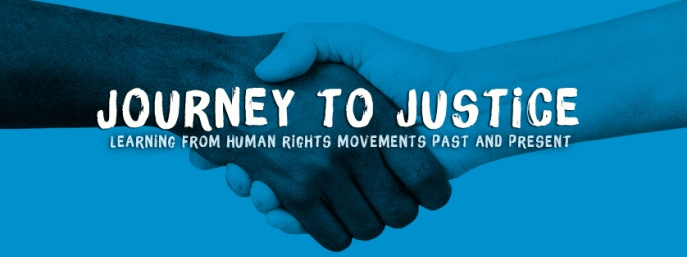 JOURNEY TO JUSTiCE
LEARNiNG FROM HUMAN RiGHTS MOVEMENTS PAST AND PRESENT